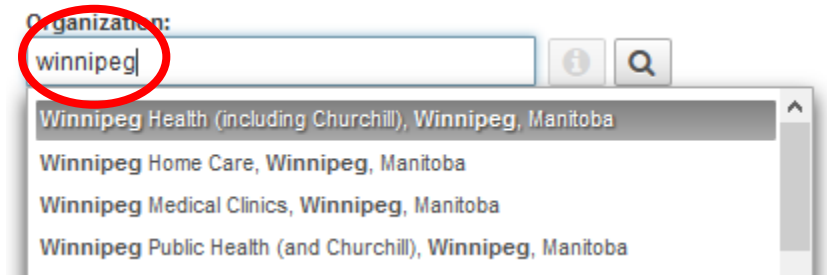 Organization:
winnipeg
Winnipeg Health (including Churchill), Winnipeg, Manitoba
Winnipeg Home Care, Winnipeg, Manitoba
Winnipeg Medical Clinics, Winnipeg, Manitoba
Winnipeg Public Health (and Churchill), Winnipeg, Manitoba